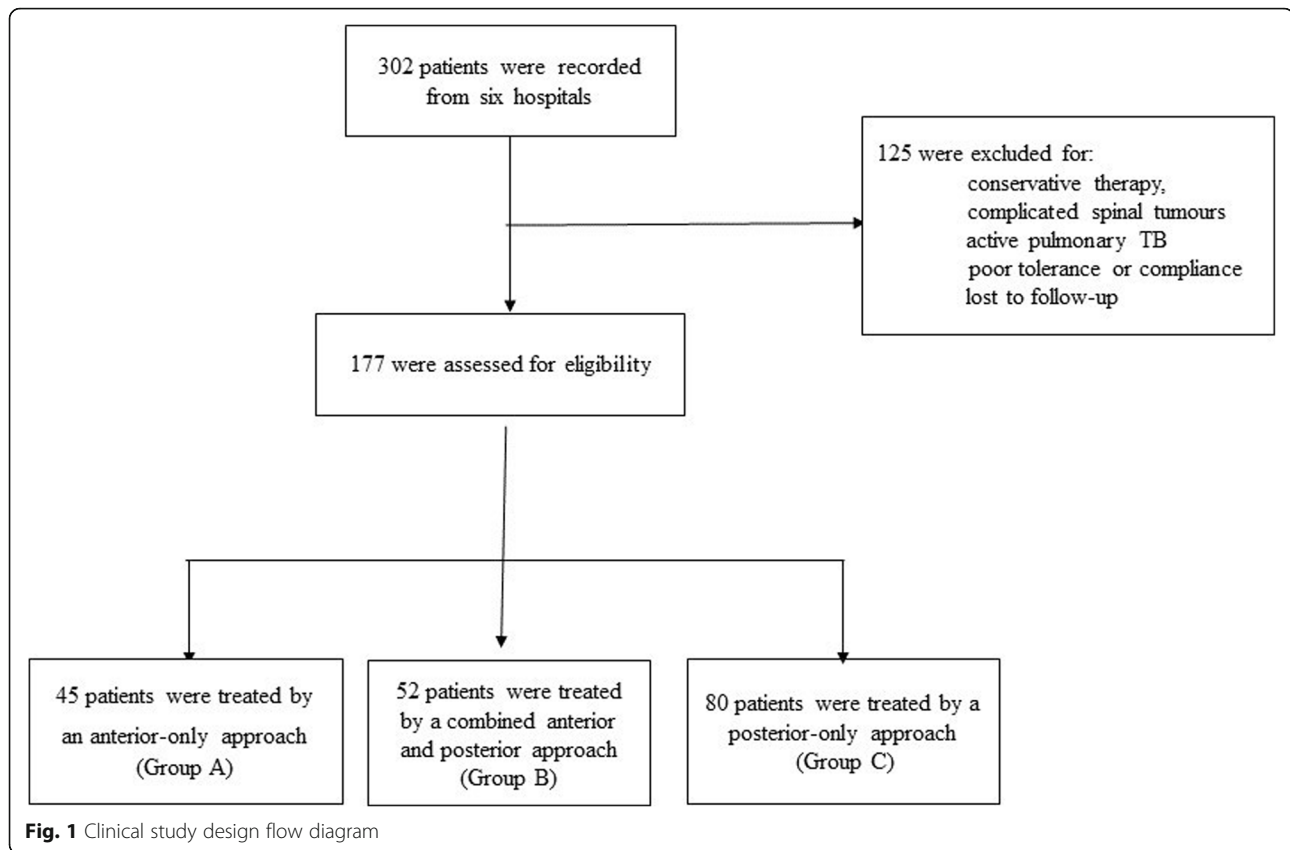 302 patients were recorded
from six hospitals
125 were excluded for:
conservative therapy,
complicated spinal tumours
active pulmonary TB
poor tolerance or compliance
lost to follow-up
177 were assessed for eligibility
45 patients were treated by
an anterior-only approach
(Group A)
52 patients were treated
by a combined anterior
and posterior approach
(Group B)
80 patients were treated by a
posterior-only approach
(Group C)
Fig. 1 Clinical study design flow diagram